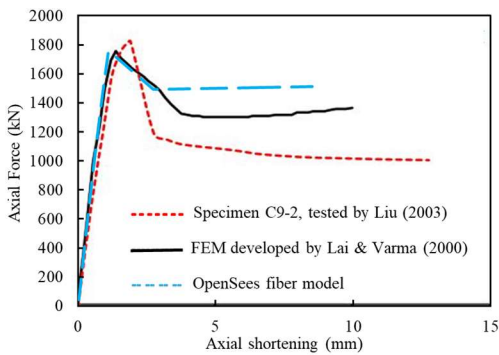 2000
1800
1600
1400
1200
1000
800
600
400
200
0
Axial Force (kN)
Specimen C9-2, tested by Liu (2003)
FEM developed by Lai & Varma (2000)
OpenSees fiber model
0 5 10 15
Axial shortening (mm)